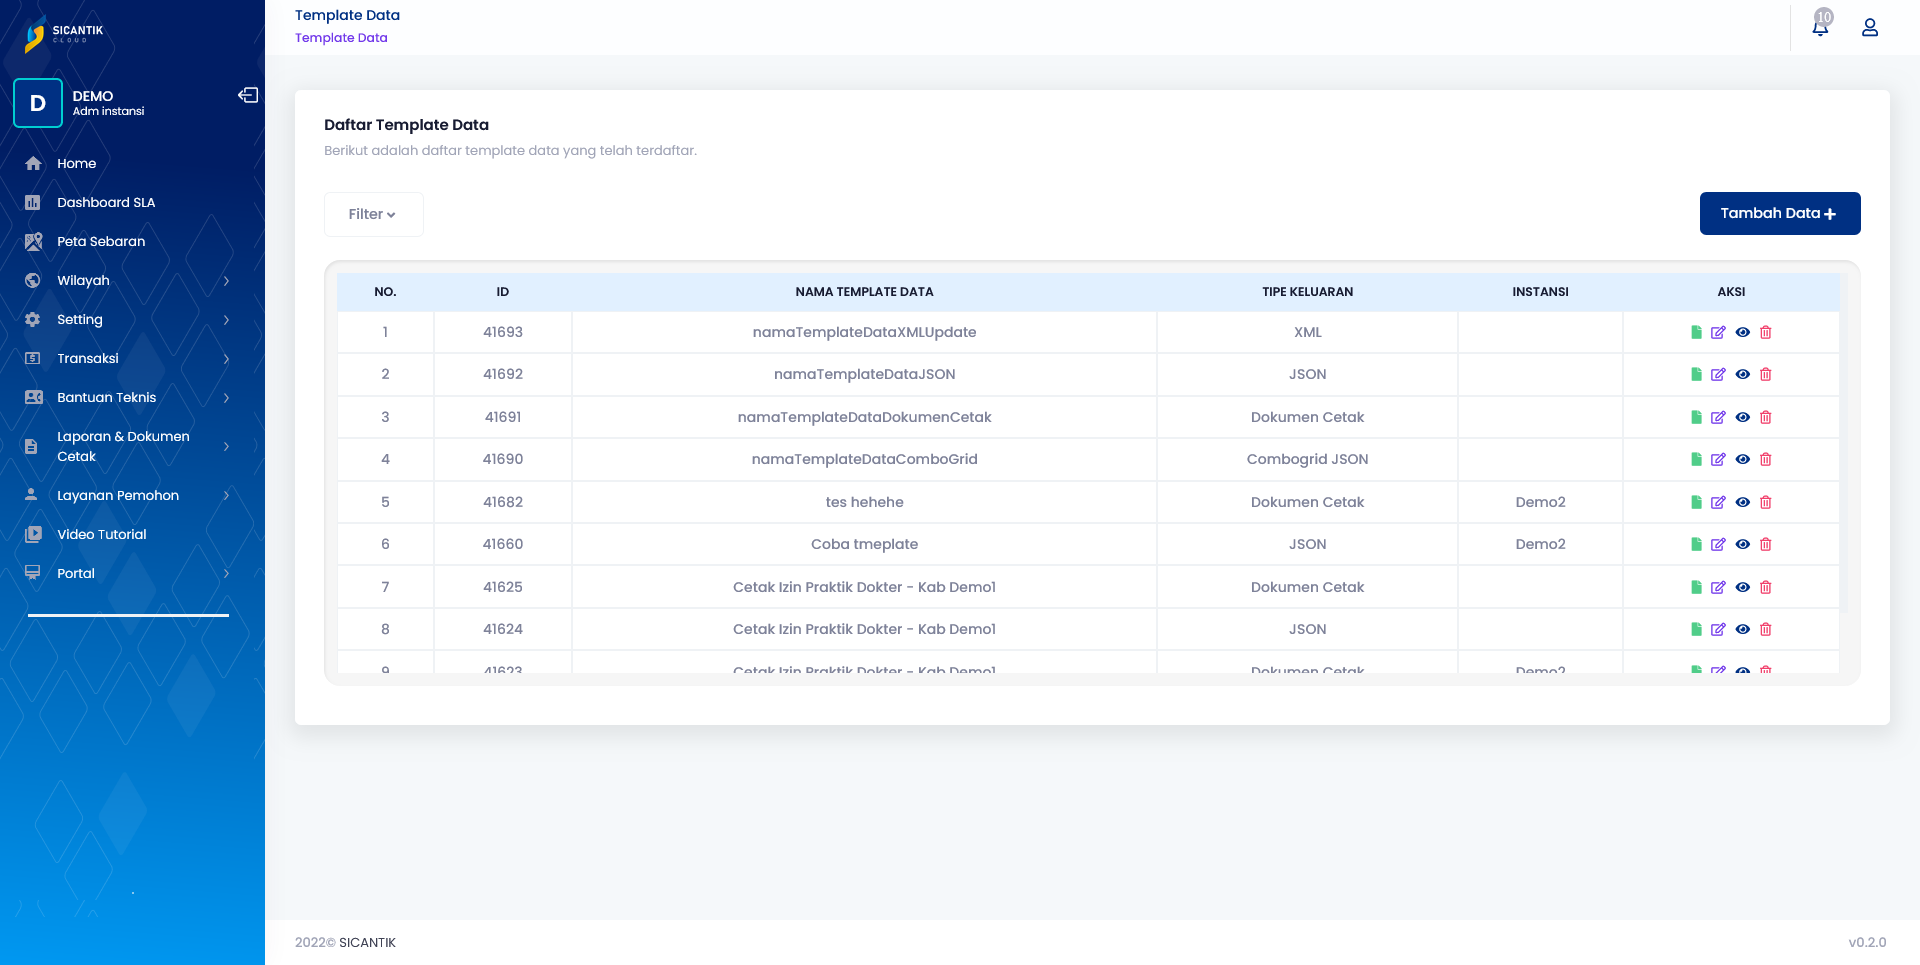 SICANTIK
CLOUD
D
DEMO
Adm instansi
Home
Dashboard SLA
Peta Sebaran
Wilayah
Setting
Transaksi
Bantuan Teknis
Laporan & Dokumen
Cetak
Layanan Pemohon
Video Tutorial
Portal
Template Data
Template Data
10
Daftar Template Data
Berikut adalah daftar template data yang telah terdaftar.
Filter
Tambah Data
NO. ID NAMA TEMPLATE DATA TIPE KELUARAN INSTANSI AKSI
1 41693 namaTemplateDataXMLUpdate XML
2 41692 namaTemplateDataJSON JSON
3 41691 namaTemplateDataDokumenCetak Dokumen Cetak
4 41690 namaTemplateDataComboGrid Combogrid JSON
5 41682 tes hehehe Dokumen Cetak Demo2
6 41660 Coba tmeplate JSON Demo2
7 41625 Cetak Izin Praktik Dokter - Kab Demo1 Dokumen Cetak
8 41624 Cetak Izin Praktik Dokter - Kab Demo1 JSON
9 41623 Cetak Izin Praktik Dokter - Kab Demo1 Dokumen Cetak Demo2
2022© SICANTIK
v0.2.0